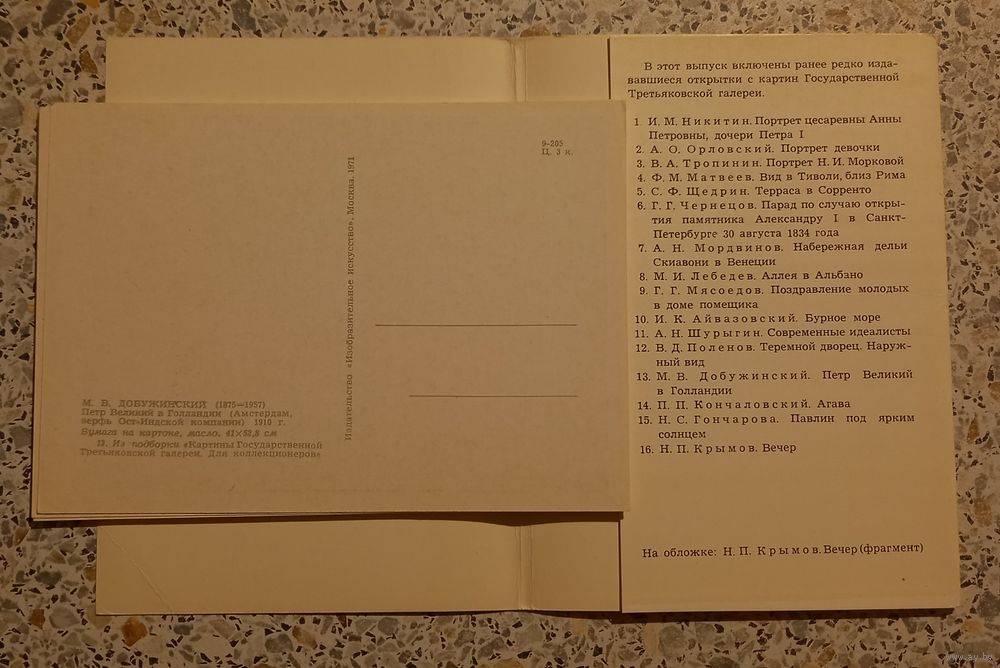 9-205
Ц. 3 к.
Издательство «Изобразительное искусство». Москва. 1971
М. В. ДОБУЖИНСКИЙ (1875—1957)
Петр Великий в Голландии (Амстердам,
верфь Ост-Индской компании) 1910 г.
Бумага на картоне, масло. 41×52,8 см
13. Из подборки «Картины Государственной
Третьяковской галереи. Для коллекционеров»
В этот выпуск включены ранее редко изда-
вавшиеся открытки с картин Государственной
Третьяковской галереи.
1. И. М. Никитин. Портрет цесаревны Анны
Петровны, дочери Петра I
2. А. О. Орловский. Портрет девочки
3. В. А. Тропинин. Портрет Н. И. Морковой
4. Ф. М. Матвеев. Вид в Тиволи, близ Рима
5. С. Ф. Щедрин. Терраса в Сорренто
6. Г. Г. Чернецов. Парад по случаю откры-
тия памятника Александру I в Санкт-
Петербурге 30 августа 1834 года
7. А. Н. Мордвинов. Набережная дельи
Скиавони в Венеции
8. М. И. Лебедев. Аллея в Альбано
9. Г. Г. Мясоедов. Поздравление молодых
в доме помещика
10. И. К. Айвазовский. Бурное море
11. А. Н. Шурыгин. Современные идеалисты
12. В. Д. Поленов. Теремной дворец. Наруж-
ный вид
13. М. В. Добужинский. Петр Великий
в Голландии
14. П. П. Кончаловский. Агава
15. Н. С. Гончарова. Павлин под ярким
солнцем
16. Н. П. Крымов. Вечер
На обложке: Н. П. Крымов. Вечер (фрагмент)
www.ay.by